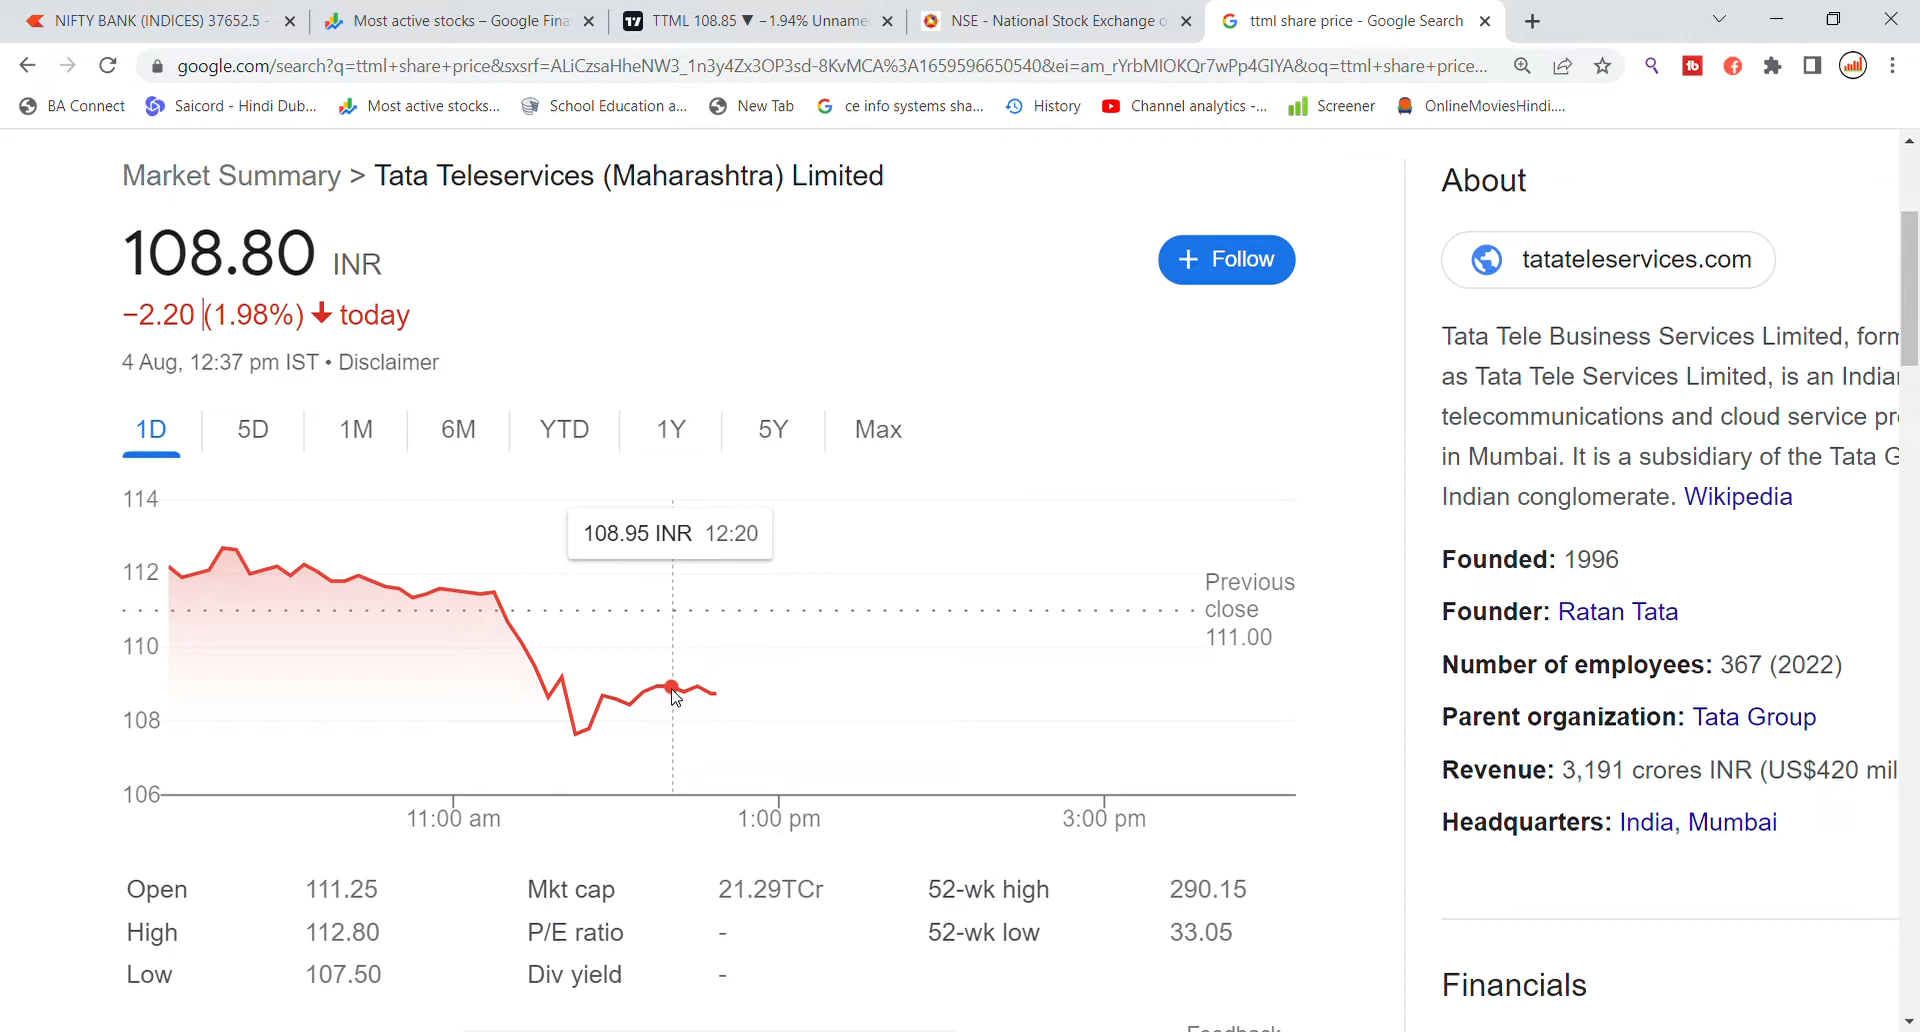 NIFTY BANK (INDICES) 37652.5 -
Most active stocks – Google Fina
TTML 108.85 ▼ −1.94% Unname
NSE - National Stock Exchange o
ttml share price - Google Search
google.com/search?q=ttml+share+price&sxsrf=ALiCzsaHheNW3_1n3y4Zx3OP3sd-8KvMCA%3A1659596650540&ei=am_rYrbMIOKQr7wPp4GIYA&oq=ttml+share+price...
BA Connect
Saicord - Hindi Dub...
Most active stocks...
School Education a...
New Tab
ce info systems sha...
History
Channel analytics -...
Screener
OnlineMoviesHindi....
Market Summary > Tata Teleservices (Maharashtra) Limited
108.80 INR
+ Follow
−2.20 (1.98%) ↓ today
4 Aug, 12:37 pm IST • Disclaimer
1D 5D 1M 6M YTD 1Y 5Y Max
114
108.95 INR 12:20
112
Previous
close
111.00
110
108
106
11:00 am 1:00 pm 3:00 pm
Open 111.25 Mkt cap 21.29TCr 52-wk high 290.15
High 112.80 P/E ratio - 52-wk low 33.05
Low 107.50 Div yield -
Feedback
About
tatateleservices.com
Tata Tele Business Services Limited, form
as Tata Tele Services Limited, is an Indian
telecommunications and cloud service pr
in Mumbai. It is a subsidiary of the Tata G
Indian conglomerate. Wikipedia
Founded: 1996
Founder: Ratan Tata
Number of employees: 367 (2022)
Parent organization: Tata Group
Revenue: 3,191 crores INR (US$420 mil
Headquarters: India, Mumbai
Financials